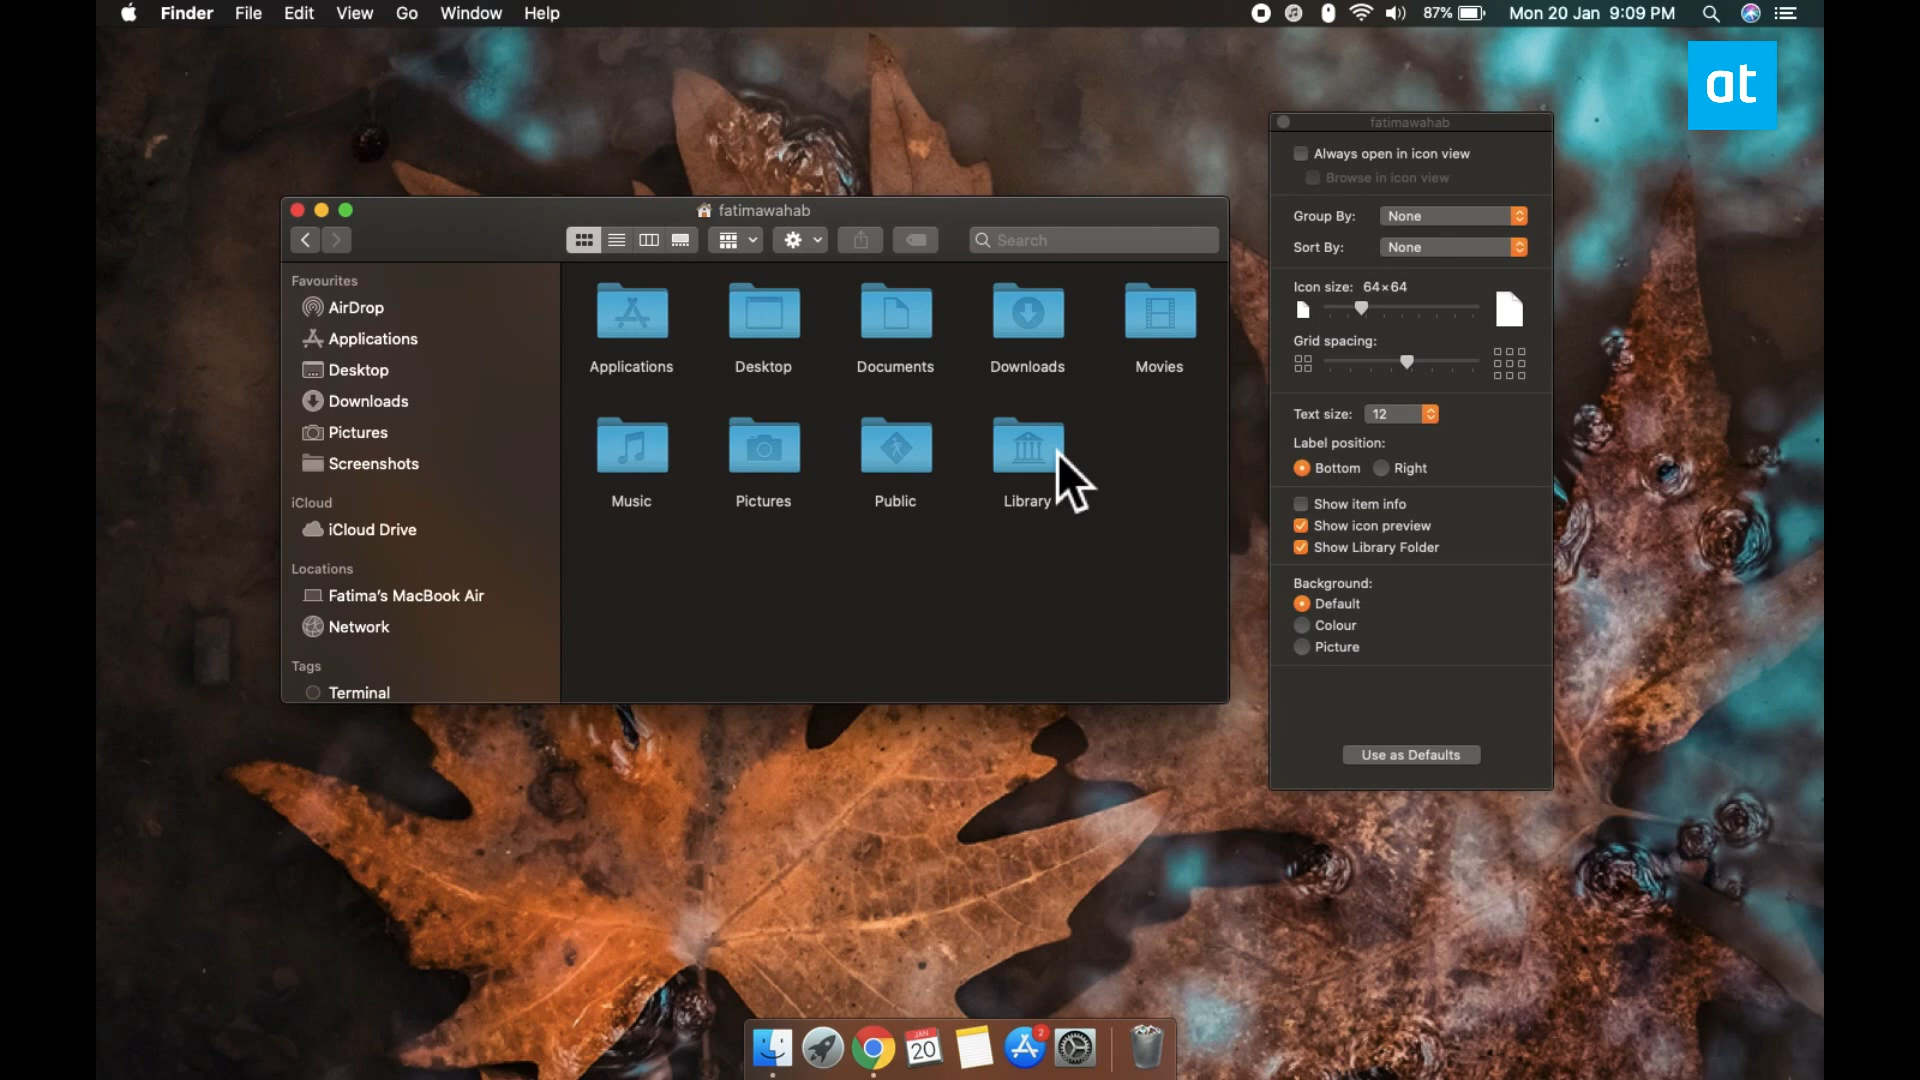 Finder File Edit View Go Window Help
87% Mon 20 Jan 9:09 PM
at
fatimawahab
Search
Favourites
AirDrop
Applications
Desktop
Downloads
Pictures
Screenshots
iCloud
iCloud Drive
Locations
Fatima's MacBook Air
Network
Tags
Terminal
Applications Desktop Documents Downloads Movies
Music Pictures Public Library
fatimawahab
Always open in icon view
Browse in icon view
Group By: None
Sort By: None
Icon size: 64×64
Grid spacing:
Text size: 12
Label position:
Bottom Right
Show item info
Show icon preview
Show Library Folder
Background:
Default
Colour
Picture
Use as Defaults
JAN
20
2